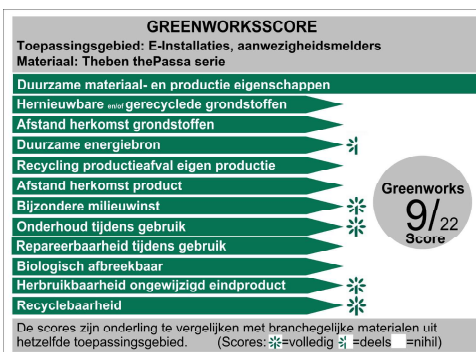 GREENWORKSSCORE
Toepassingsgebied: E-Installaties, aanwezigheidsmelders
Materiaal: Theben thePassa serie
Duurzame materiaal- en productie eigenschappen
Hernieuwbare en/of gerecyclede grondstoffen
Afstand herkomst grondstoffen
Duurzame energiebron
Recycling productieafval eigen productie
Afstand herkomst product
Bijzondere milieuwinst
Onderhoud tijdens gebruik
Repareerbaarheid tijdens gebruik
Biologisch afbreekbaar
Herbruikbaarheid ongewijzigd eindproduct
Recyclebaarheid
Greenworks
9/22
Score
De scores zijn onderling te vergelijken met branchegelijke materialen uit
hetzelfde toepassingsgebied. (Scores: =volledig =deels =nihil)